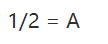 1/2 = A